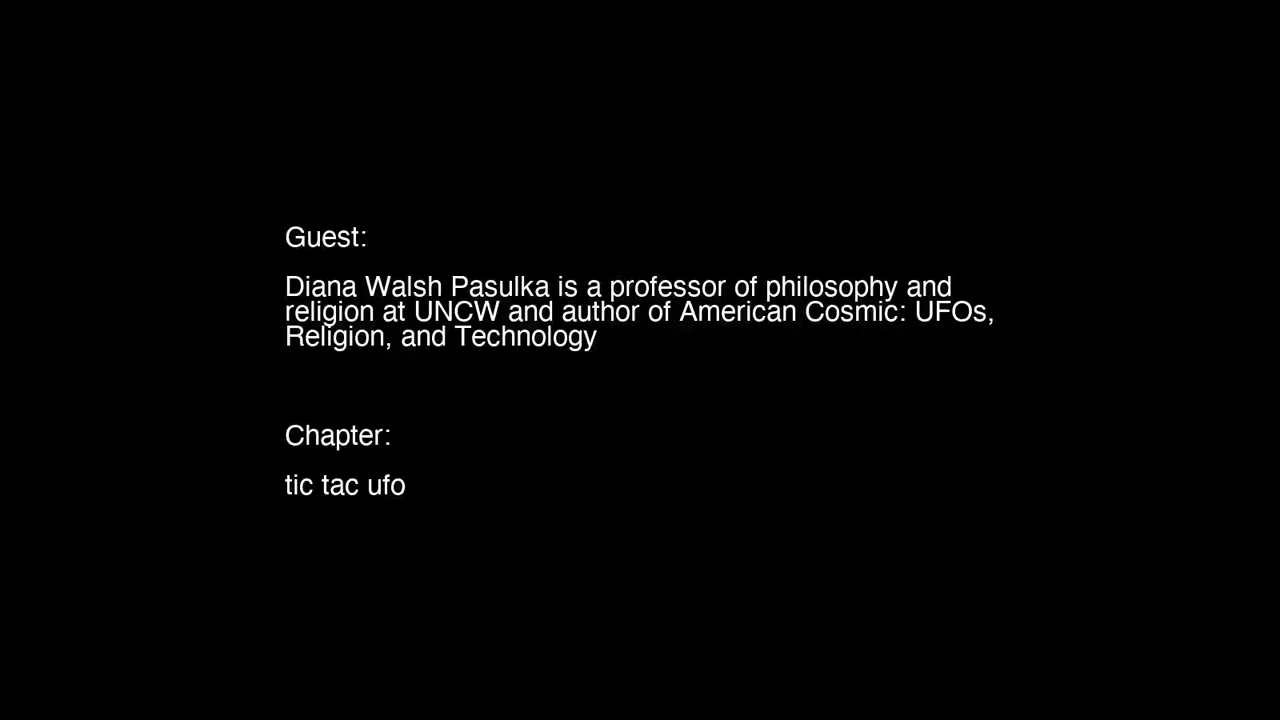 Guest:
Diana Walsh Pasulka is a professor of philosophy and
religion at UNCW and author of American Cosmic: UFOs,
Religion, and Technology
Chapter:
tic tac ufo